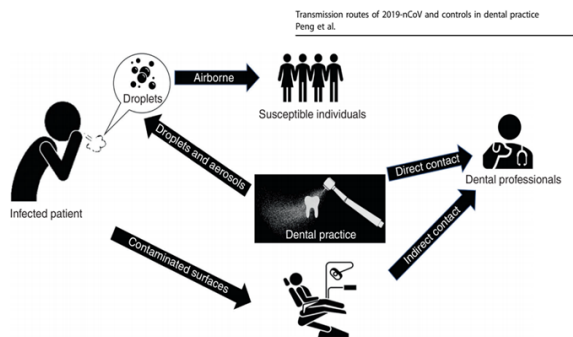 Transmission routes of 2019-nCoV and controls in dental practice
Peng et al.
Droplets
Airborne
Susceptible individuals
Infected patient
Droplets and aerosols
Dental practice
Direct contact
Dental professionals
Indirect contact
Contaminated surfaces